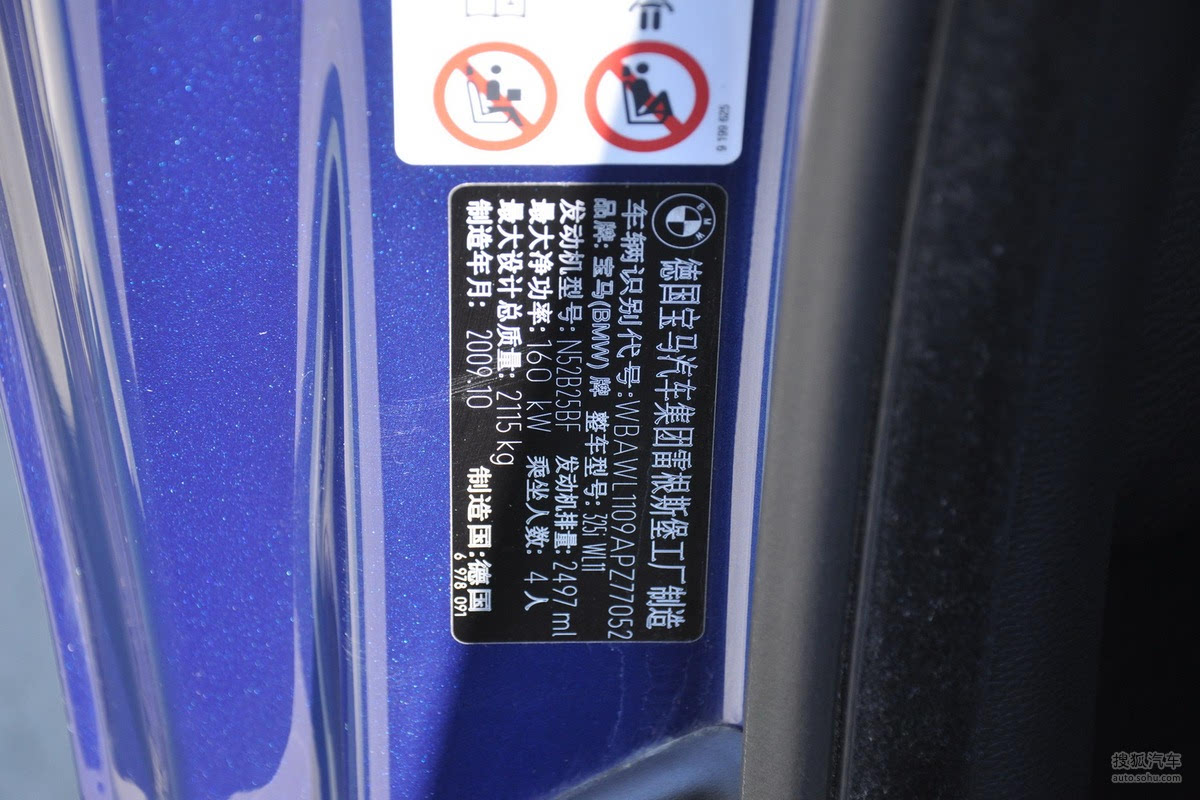 6 991 629
BMW
德国宝马汽车集团雷根斯堡工厂制造
车辆识别代号:WBAWL1109APZ77052
品牌: 宝马(BMW) 牌 整车型号: 325i WL11
发动机型号: N52B25BF 发动机排量: 2497 ml
最大净功率: 160 kW 乘坐人数: 4 人
最大设计总质量: 2115 kg
制造年月: 2009.10 制造国:德国
6 978 091
搜狐汽车
auto.sohu.com